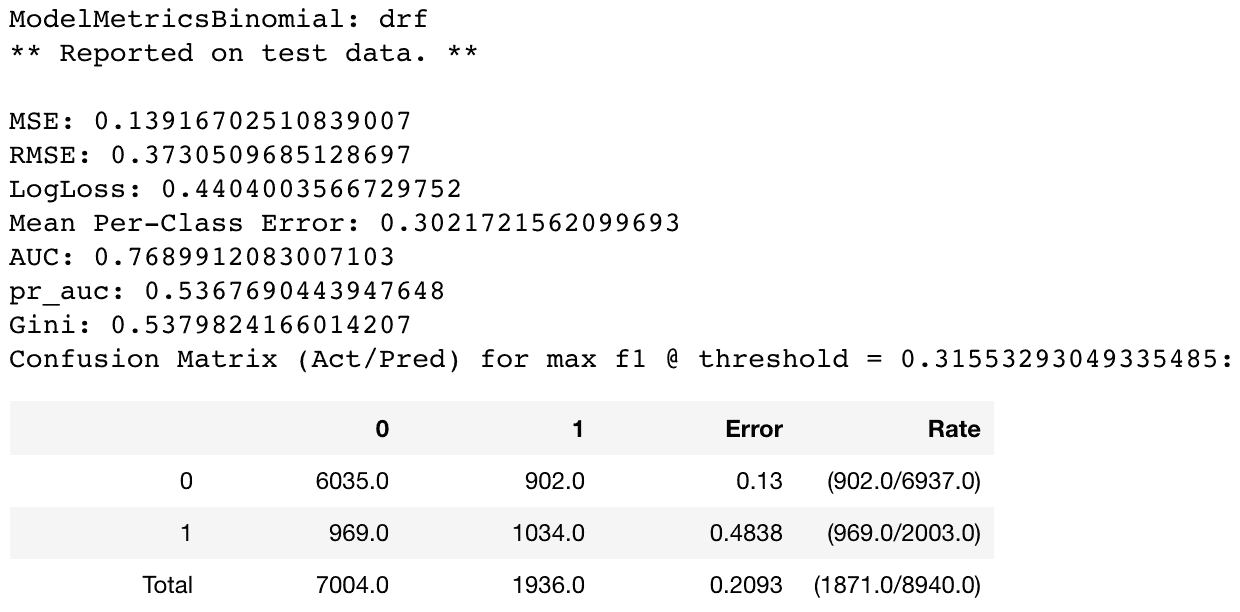 ModelMetricsBinomial: drf
** Reported on test data. **
MSE: 0.13916702510839007
RMSE: 0.3730509685128697
LogLoss: 0.4404003566729752
Mean Per-Class Error: 0.3021721562099693
AUC: 0.7689912083007103
pr_auc: 0.5367690443947648
Gini: 0.5379824166014207
Confusion Matrix (Act/Pred) for max f1 @ threshold = 0.31553293049335485:
0 1 Error Rate
0 6035.0 902.0 0.13 (902.0/6937.0)
1 969.0 1034.0 0.4838 (969.0/2003.0)
Total 7004.0 1936.0 0.2093 (1871.0/8940.0)